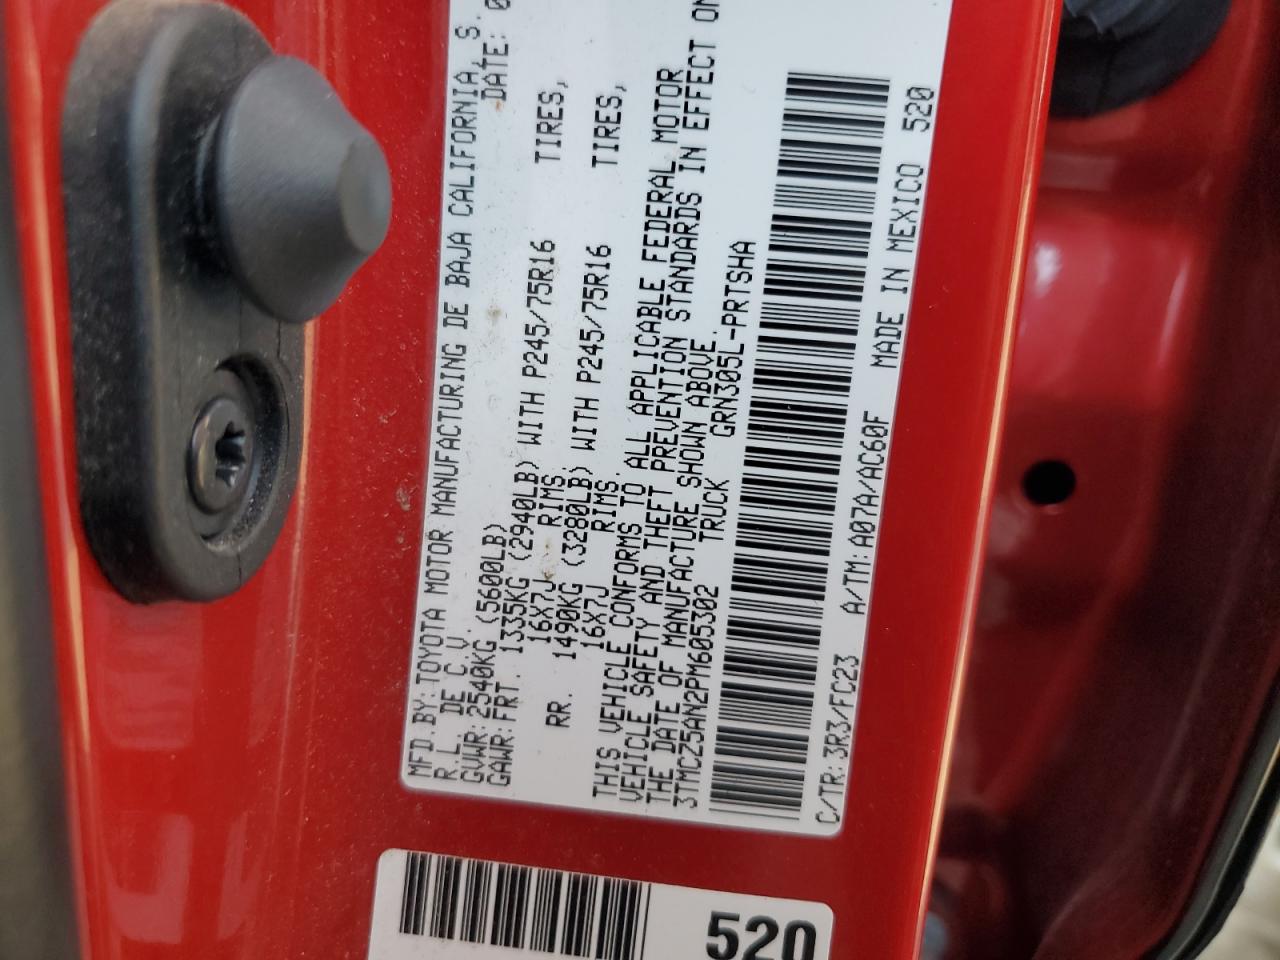 MFD.BY:TOYOTA MOTOR MANUFACTURING DE BAJA CALIFORNIA, S.
R.L. DE C.V. DATE: 0
GVWR:2540KG (5600LB)
GAWR:FRT. 1335KG (2940LB) WITH P245/75R16 TIRES,
16X7J RIMS
RR. 1490KG (3280LB) WITH P245/75R16 TIRES,
16X7J RIMS
THIS VEHICLE CONFORMS TO ALL APPLICABLE FEDERAL MOTOR
VEHICLE SAFETY AND THEFT PREVENTION STANDARDS IN EFFECT ON
THE DATE OF MANUFACTURE SHOWN ABOVE.
3TMCZ5AN2PM605302 TRUCK GRN305L-PRTSHA
C/TR:3R3/FC23 A/TM:A07A/AC60F MADE IN MEXICO 520
520